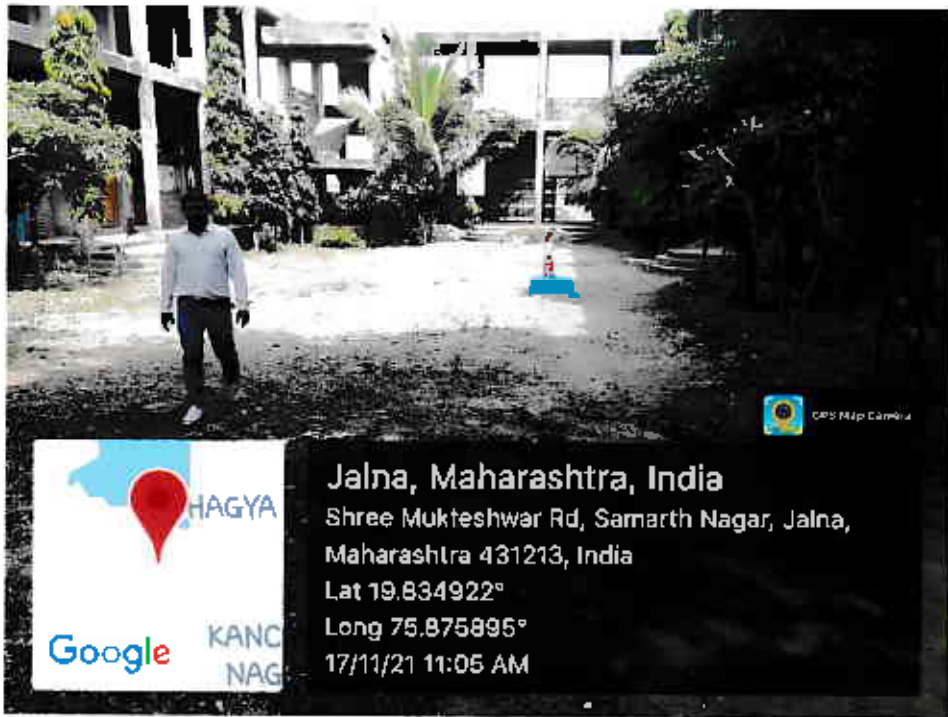 GPS Map Camera
HAGYA
KANC
NAG
Google
Jalna, Maharashtra, India
Shree Mukteshwar Rd, Samarth Nagar, Jalna,
Maharashtra 431213, India
Lat 19.834922°
Long 75.875895°
17/11/21 11:05 AM